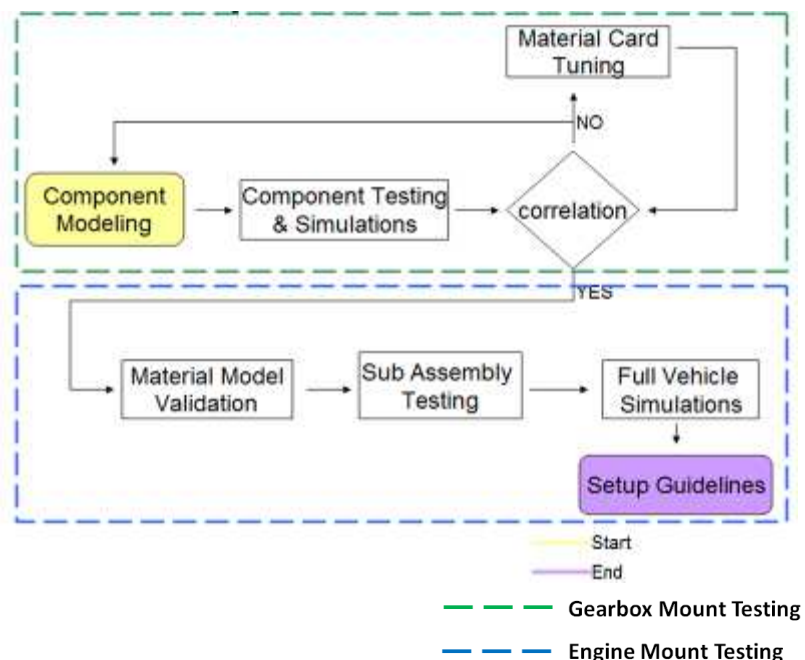 Material Card
Tuning
NO
Component
Modeling
Component Testing
& Simulations
correlation
YES
Material Model
Validation
Sub Assembly
Testing
Full Vehicle
Simulations
Setup Guidelines
Start
End
Gearbox Mount Testing
Engine Mount Testing